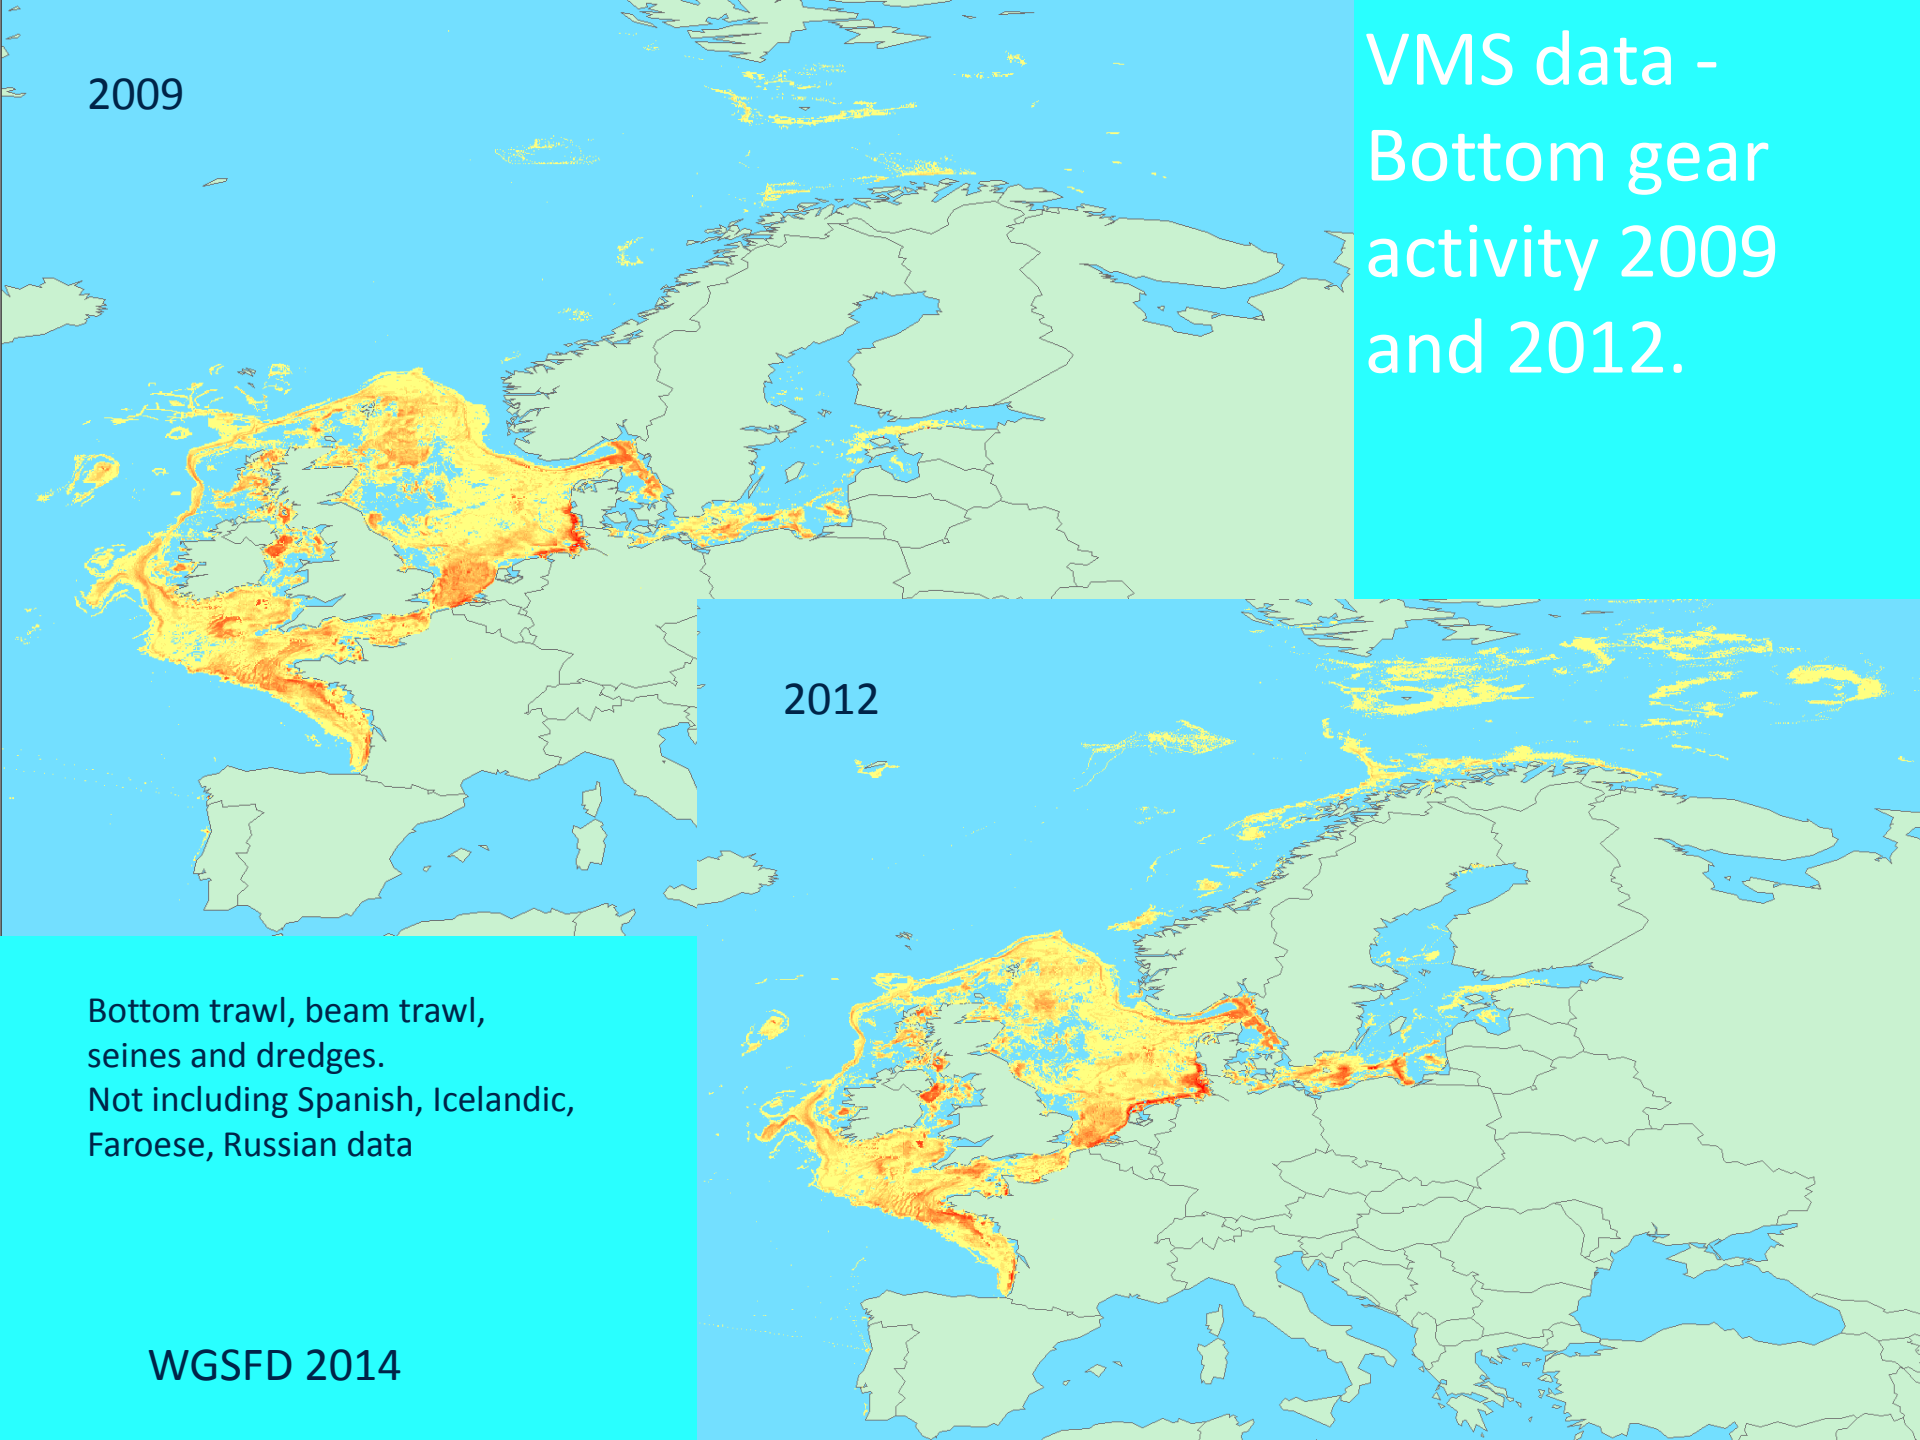 2009
VMS data -
Bottom gear
activity 2009
and 2012.
2012
Bottom trawl, beam trawl,
seines and dredges.
Not including Spanish, Icelandic,
Faroese, Russian data
WGSFD 2014